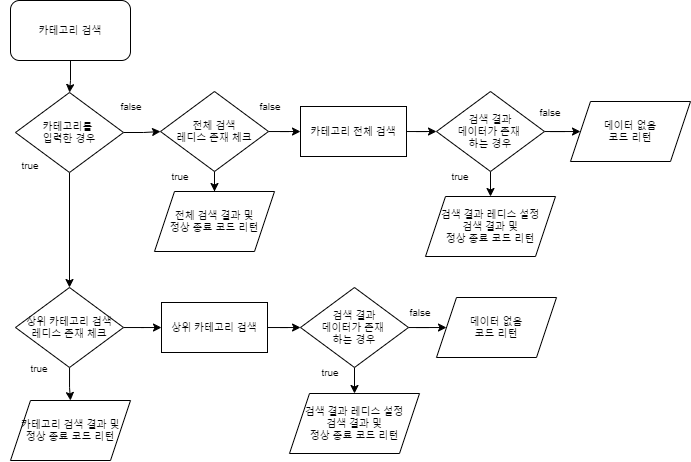 카테고리 검색
카테고리를
입력한 경우
false
전체 검색
레디스 존재 체크
false
카테고리 전체 검색
검색 결과
데이터가 존재
하는 경우
false
데이터 없음
코드 리턴
true
true
전체 검색 결과 및
정상 종료 코드 리턴
true
검색 결과 레디스 설정
검색 결과 및
정상 종료 코드 리턴
상위 카테고리 검색
레디스 존재 체크
상위 카테고리 검색
검색 결과
데이터가 존재
하는 경우
false
데이터 없음
코드 리턴
true
카테고리 검색 결과 및
정상 종료 코드 리턴
true
검색 결과 레디스 설정
검색 결과 및
정상 종료 코드 리턴